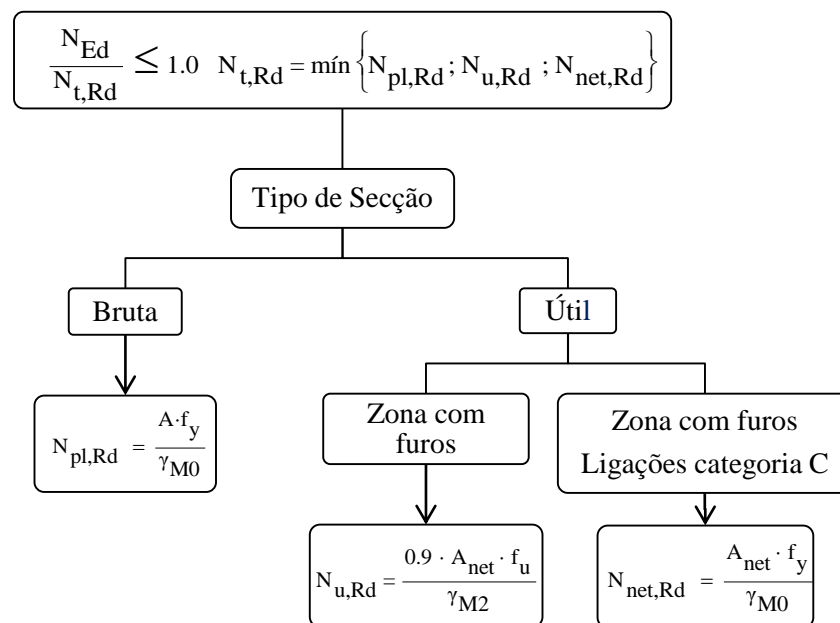 N_Ed / N_t,Rd ≤ 1.0 N_t,Rd = mín {N_pl,Rd ; N_u,Rd ; N_net,Rd}
Tipo de Secção
Bruta
Útil
N_pl,Rd = A·f_y / γ_M0
Zona com
furos
Zona com furos
Ligações categoria C
N_u,Rd = 0.9 · A_net · f_u / γ_M2
N_net,Rd = A_net · f_y / γ_M0